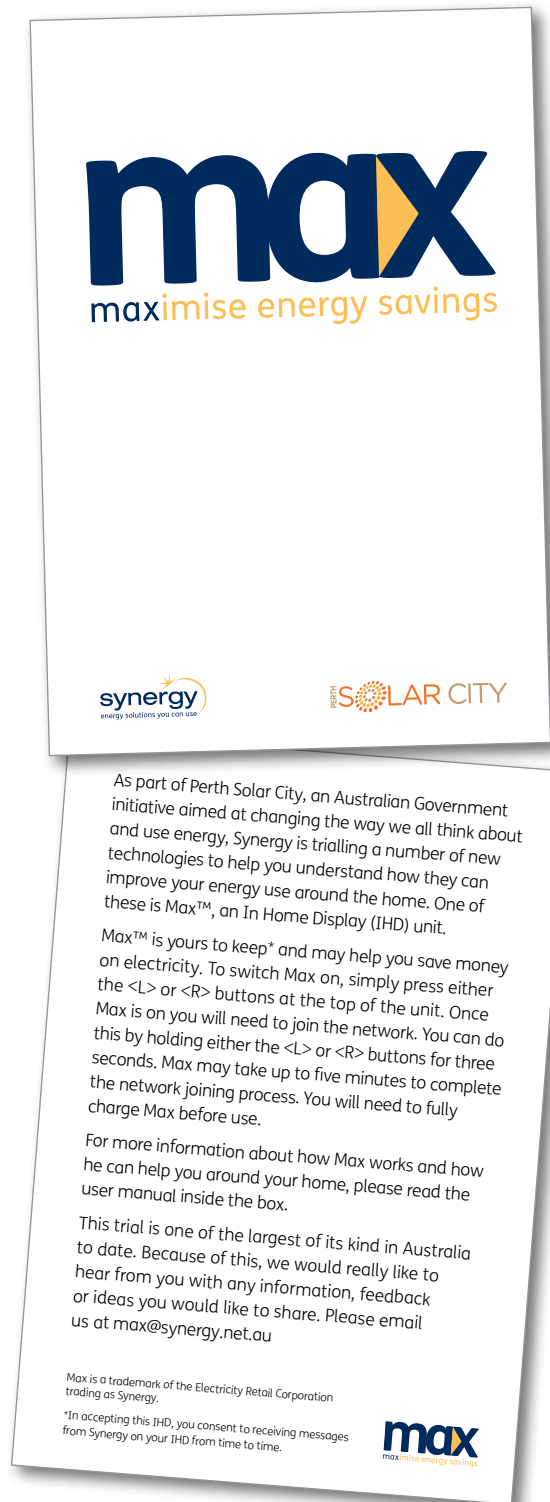 max
maximise energy savings
synergy
energy solutions you can use
PERTH SOLAR CITY
As part of Perth Solar City, an Australian Government
initiative aimed at changing the way we all think about
and use energy, Synergy is trialling a number of new
technologies to help you understand how they can
improve your energy use around the home. One of
these is Max™, an In Home Display (IHD) unit.
Max™ is yours to keep* and may help you save money
on electricity. To switch Max on, simply press either
the <L> or <R> buttons at the top of the unit. Once
Max is on you will need to join the network. You can do
this by holding either the <L> or <R> buttons for three
seconds. Max may take up to five minutes to complete
the network joining process. You will need to fully
charge Max before use.
For more information about how Max works and how
he can help you around your home, please read the
user manual inside the box.
This trial is one of the largest of its kind in Australia
to date. Because of this, we would really like to
hear from you with any information, feedback
or ideas you would like to share. Please email
us at max@synergy.net.au
Max is a trademark of the Electricity Retail Corporation
trading as Synergy.
*In accepting this IHD, you consent to receiving messages
from Synergy on your IHD from time to time.
max
maximise energy savings